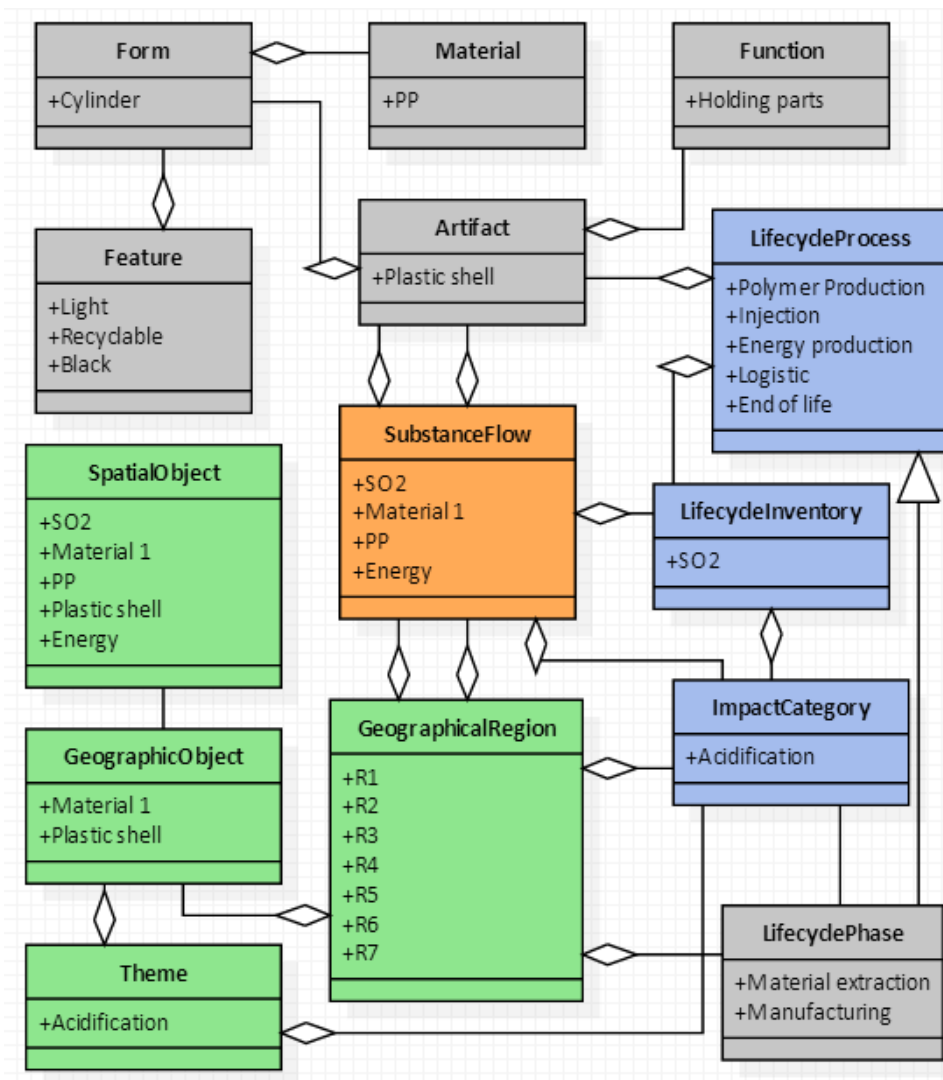 Form
+Cylinder
Material
+PP
Function
+Holding parts
Feature
+Light
+Recyclable
+Black
Artifact
+Plastic shell
LifecycleProcess
+Polymer Production
+Injection
+Energy production
+Logistic
+End of life
SubstanceFlow
+SO2
+Material 1
+PP
+Energy
SpatialObject
+SO2
+Material 1
+PP
+Plastic shell
+Energy
LifecycleInventory
+SO2
GeographicObject
+Material 1
+Plastic shell
GeographicalRegion
+R1
+R2
+R3
+R4
+R5
+R6
+R7
ImpactCategory
+Acidification
Theme
+Acidification
LifecyclePhase
+Material extraction
+Manufacturing